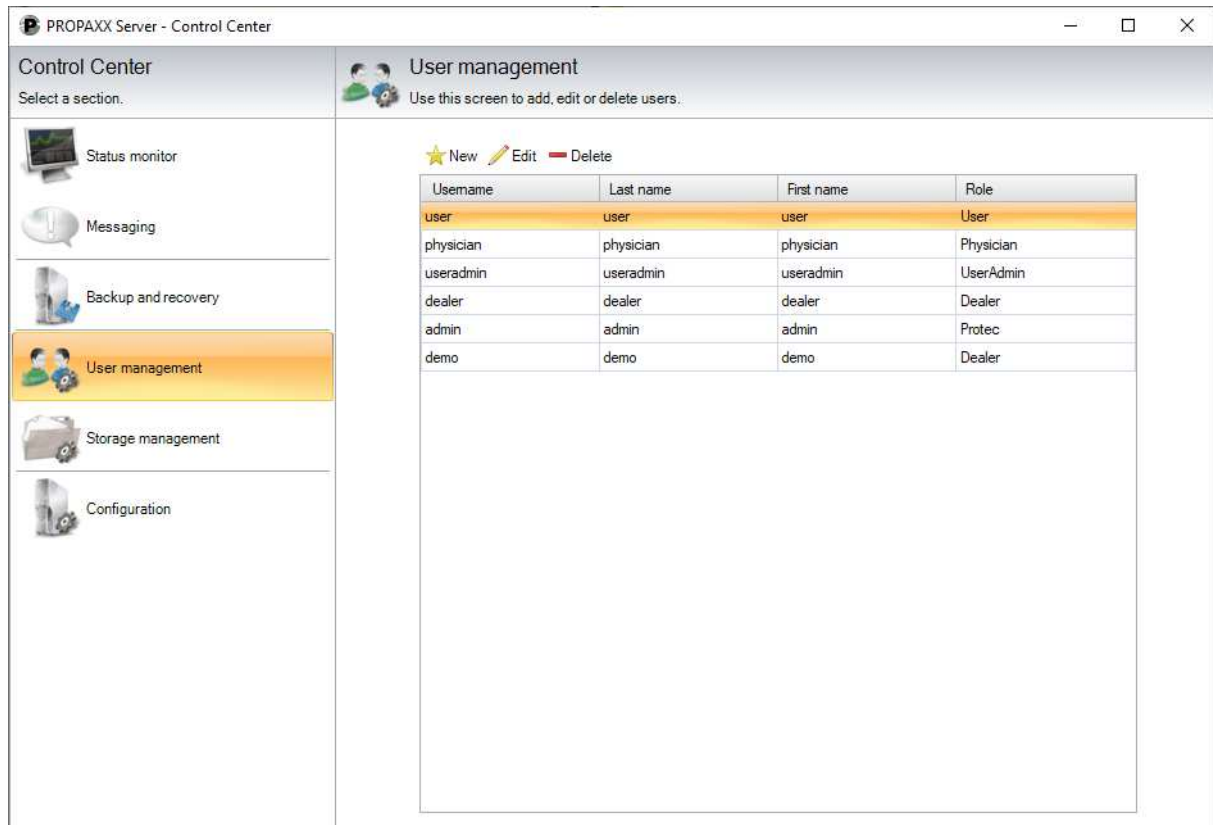 PROPAXX Server - Control Center
Control Center
Select a section.
User management
Use this screen to add, edit or delete users.
Status monitor
Messaging
Backup and recovery
User management
Storage management
Configuration
New Edit Delete
Username Last name First name Role
user user user User
physician physician physician Physician
useradmin useradmin useradmin UserAdmin
dealer dealer dealer Dealer
admin admin admin Protec
demo demo demo Dealer